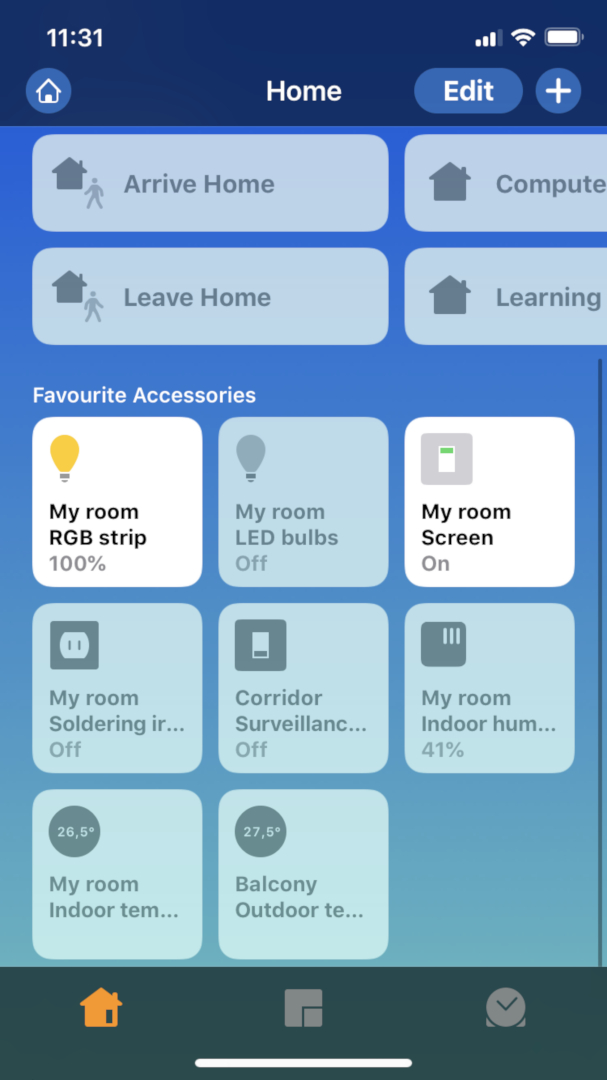 11:31
Home
Edit
Arrive Home
Compute
Leave Home
Learning
Favourite Accessories
My room
RGB strip
100%
My room
LED bulbs
Off
My room
Screen
On
My room
Soldering ir...
Off
Corridor
Surveillanc...
Off
My room
Indoor hum...
41%
26,5°
My room
Indoor tem...
27,5°
Balcony
Outdoor te...